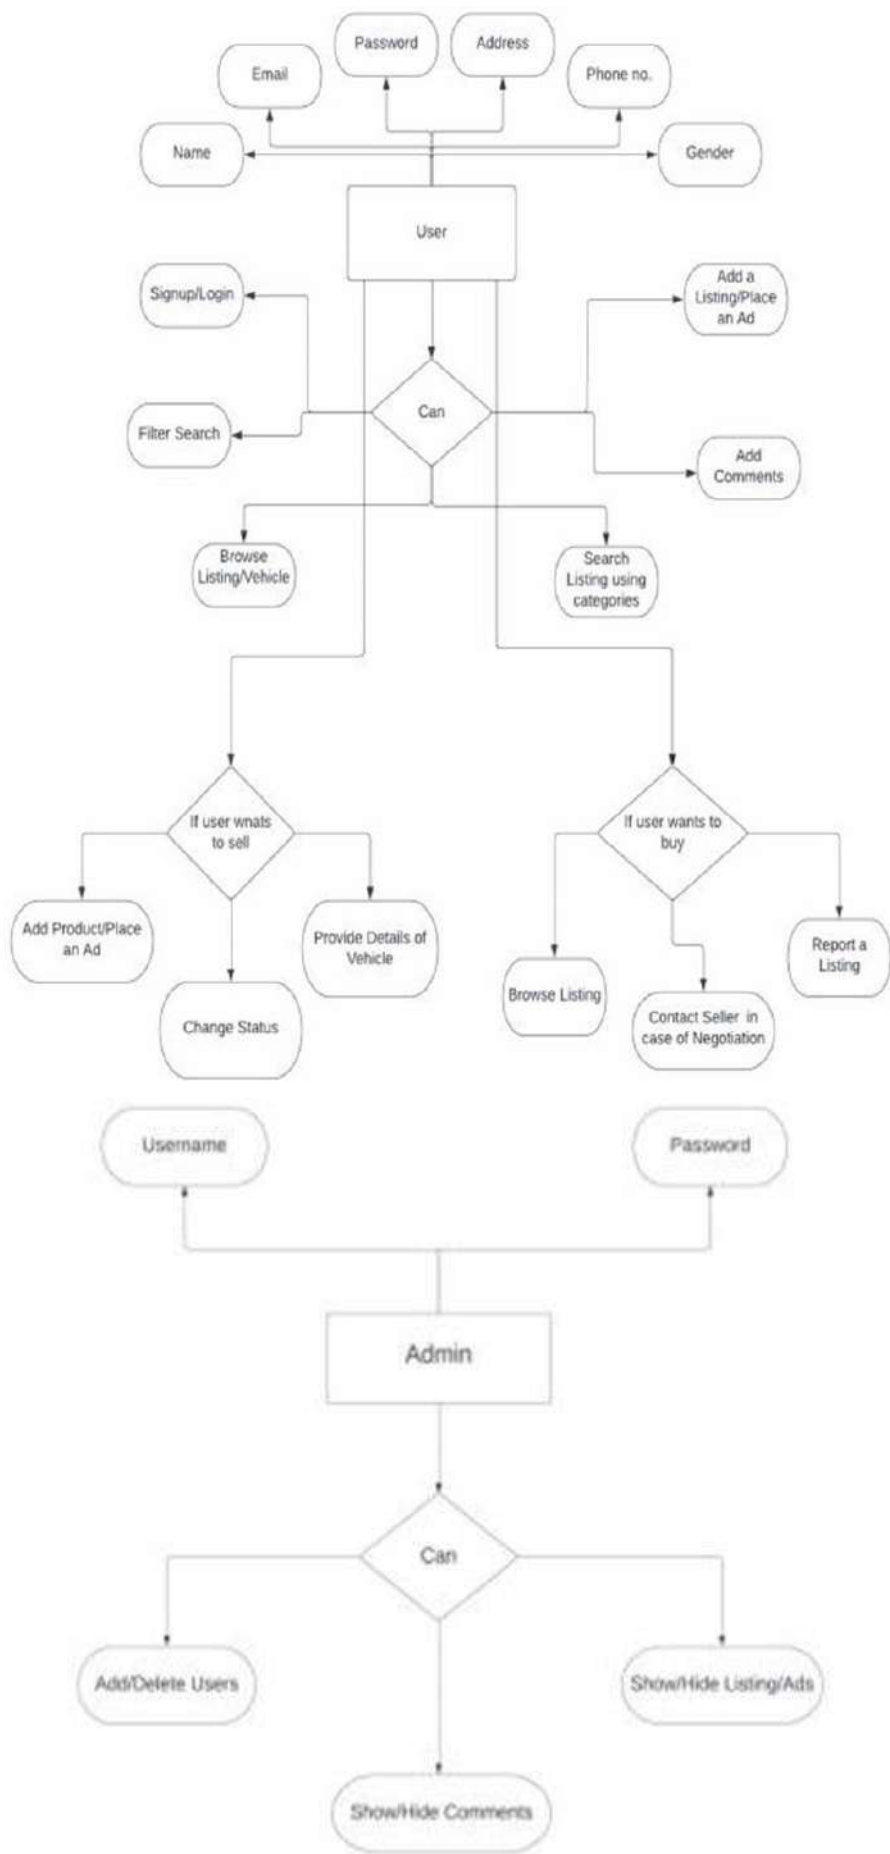 Password
Address
Email
Phone no.
Name
Gender
User
Signup/Login
Add a
Listing/Place
an Ad
Can
Filter Search
Add
Comments
Browse
Listing/Vehicle
Search
Listing using
categories
If user wnats
to sell
If user wants to
buy
Add Product/Place
an Ad
Provide Details of
Vehicle
Report a
Listing
Browse Listing
Change Status
Contact Seller in
case of Negotiation
Username
Password
Admin
Can
Add/Delete Users
Show/Hide Listing/Ads
Show/Hide Comments